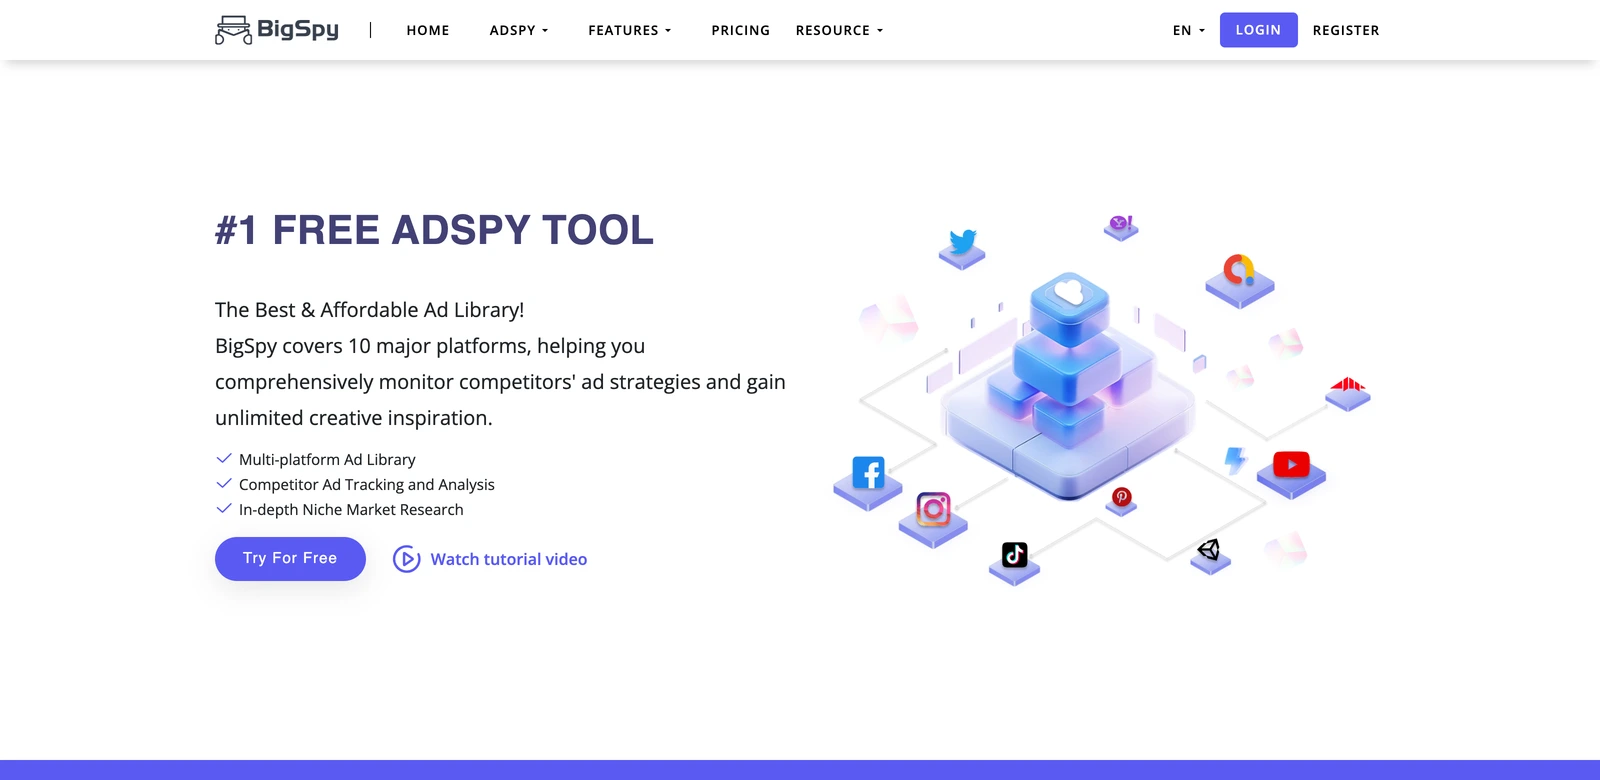 BigSpy
HOME
ADSPY
FEATURES
PRICING
RESOURCE
EN
LOGIN
REGISTER
#1 FREE ADSPY TOOL
The Best & Affordable Ad Library!
BigSpy covers 10 major platforms, helping you
comprehensively monitor competitors' ad strategies and gain
unlimited creative inspiration.
Multi-platform Ad Library
Competitor Ad Tracking and Analysis
In-depth Niche Market Research
Try For Free
Watch tutorial video